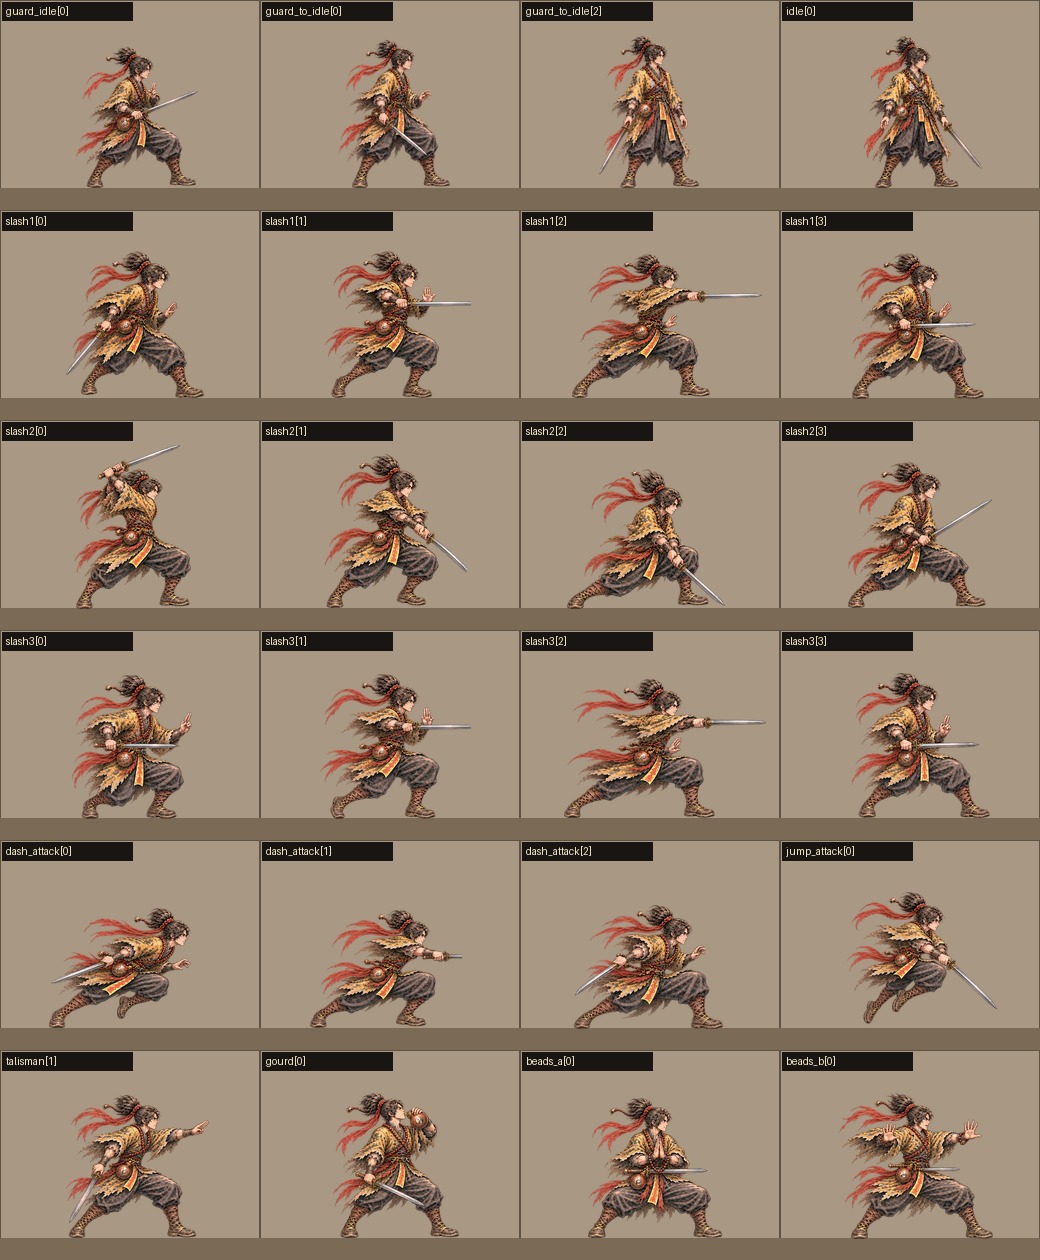 guard_idle[0]
guard_to_idle[0]
guard_to_idle[2]
idle[0]
slash1[0]
slash1[1]
slash1[2]
slash1[3]
slash2[0]
slash2[1]
slash2[2]
slash2[3]
slash3[0]
slash3[1]
slash3[2]
slash3[3]
dash_attack[0]
dash_attack[1]
dash_attack[2]
jump_attack[0]
talisman[1]
gourd[0]
beads_a[0]
beads_b[0]